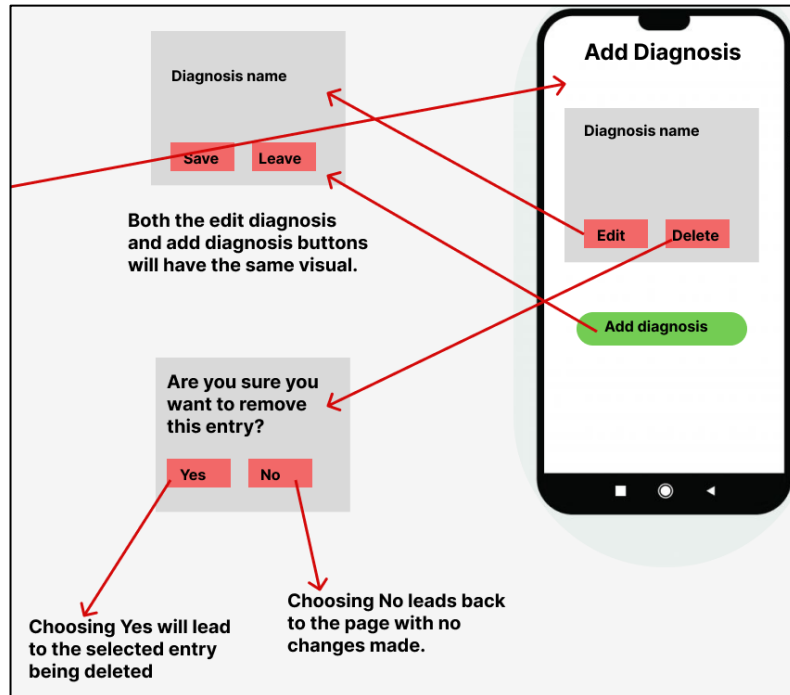 Diagnosis name
Save
Leave
Both the edit diagnosis
and add diagnosis buttons
will have the same visual.
Are you sure you
want to remove
this entry?
Yes
No
Choosing Yes will lead
to the selected entry
being deleted
Choosing No leads back
to the page with no
changes made.
Add Diagnosis
Diagnosis name
Edit
Delete
Add diagnosis